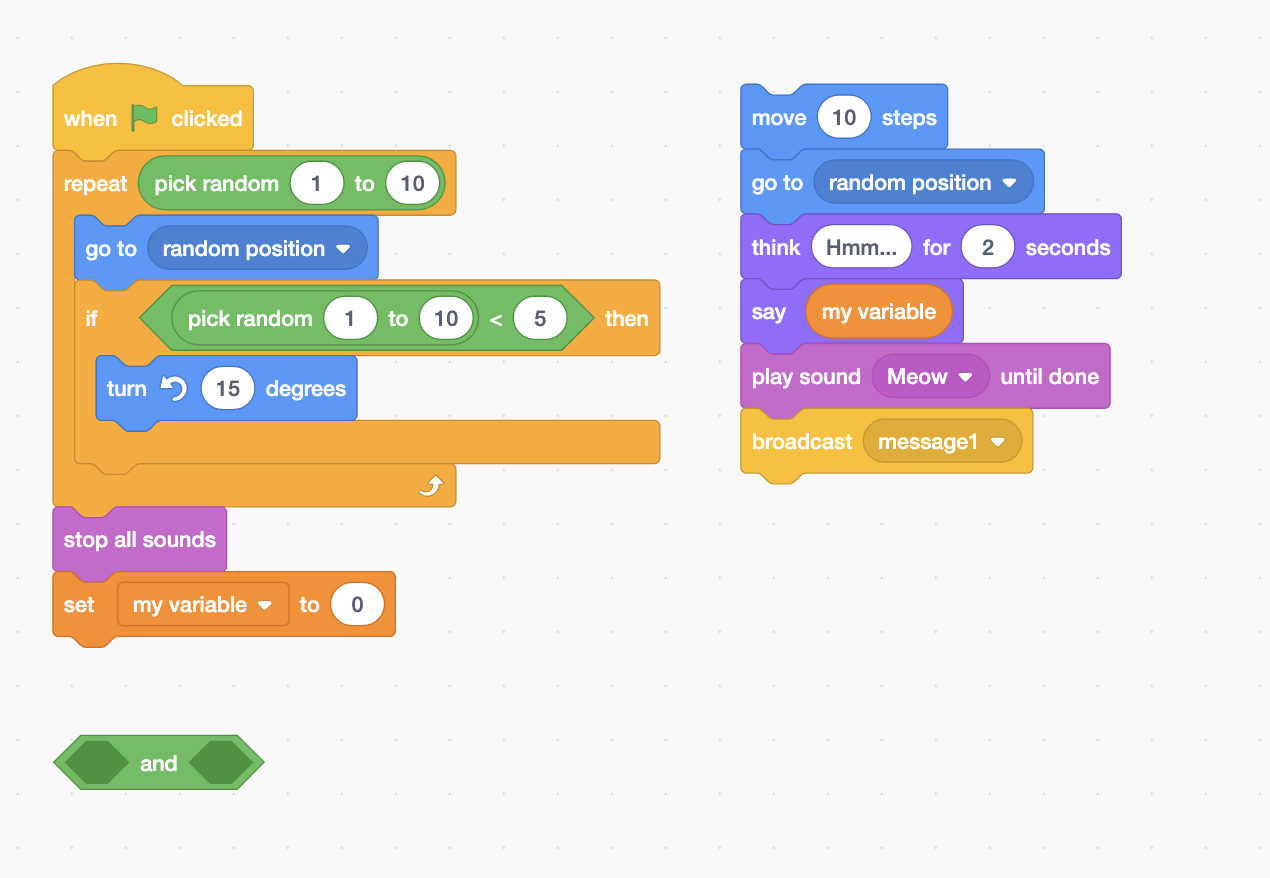 when clicked
repeat pick random 1 to 10
go to random position
if pick random 1 to 10 < 5 then
turn 15 degrees
stop all sounds
set my variable to 0
and
move 10 steps
go to random position
think Hmm... for 2 seconds
say my variable
play sound Meow until done
broadcast message1